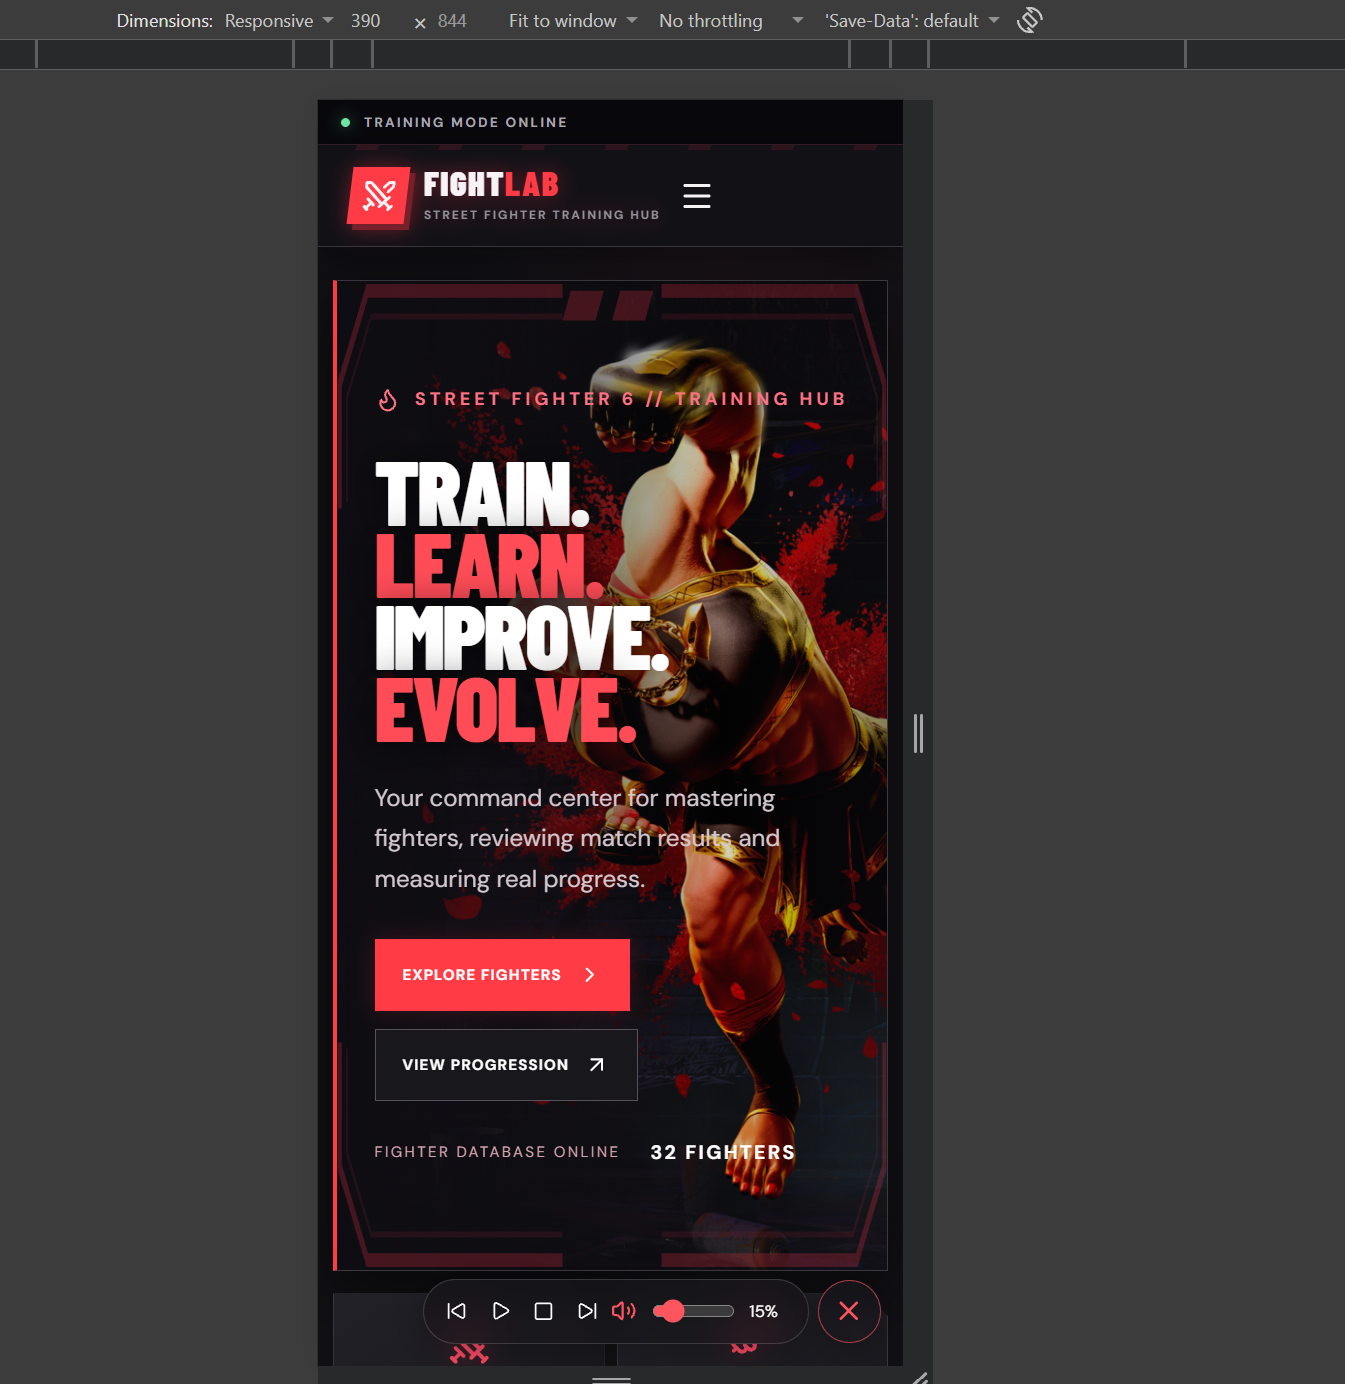 Dimensions: Responsive 390 × 844 Fit to window No throttling 'Save-Data': default
TRAINING MODE ONLINE
FIGHTLAB
STREET FIGHTER TRAINING HUB
STREET FIGHTER 6 // TRAINING HUB
TRAIN.
LEARN.
IMPROVE.
EVOLVE.
Your command center for mastering
fighters, reviewing match results and
measuring real progress.
EXPLORE FIGHTERS
VIEW PROGRESSION
FIGHTER DATABASE ONLINE 32 FIGHTERS
15%